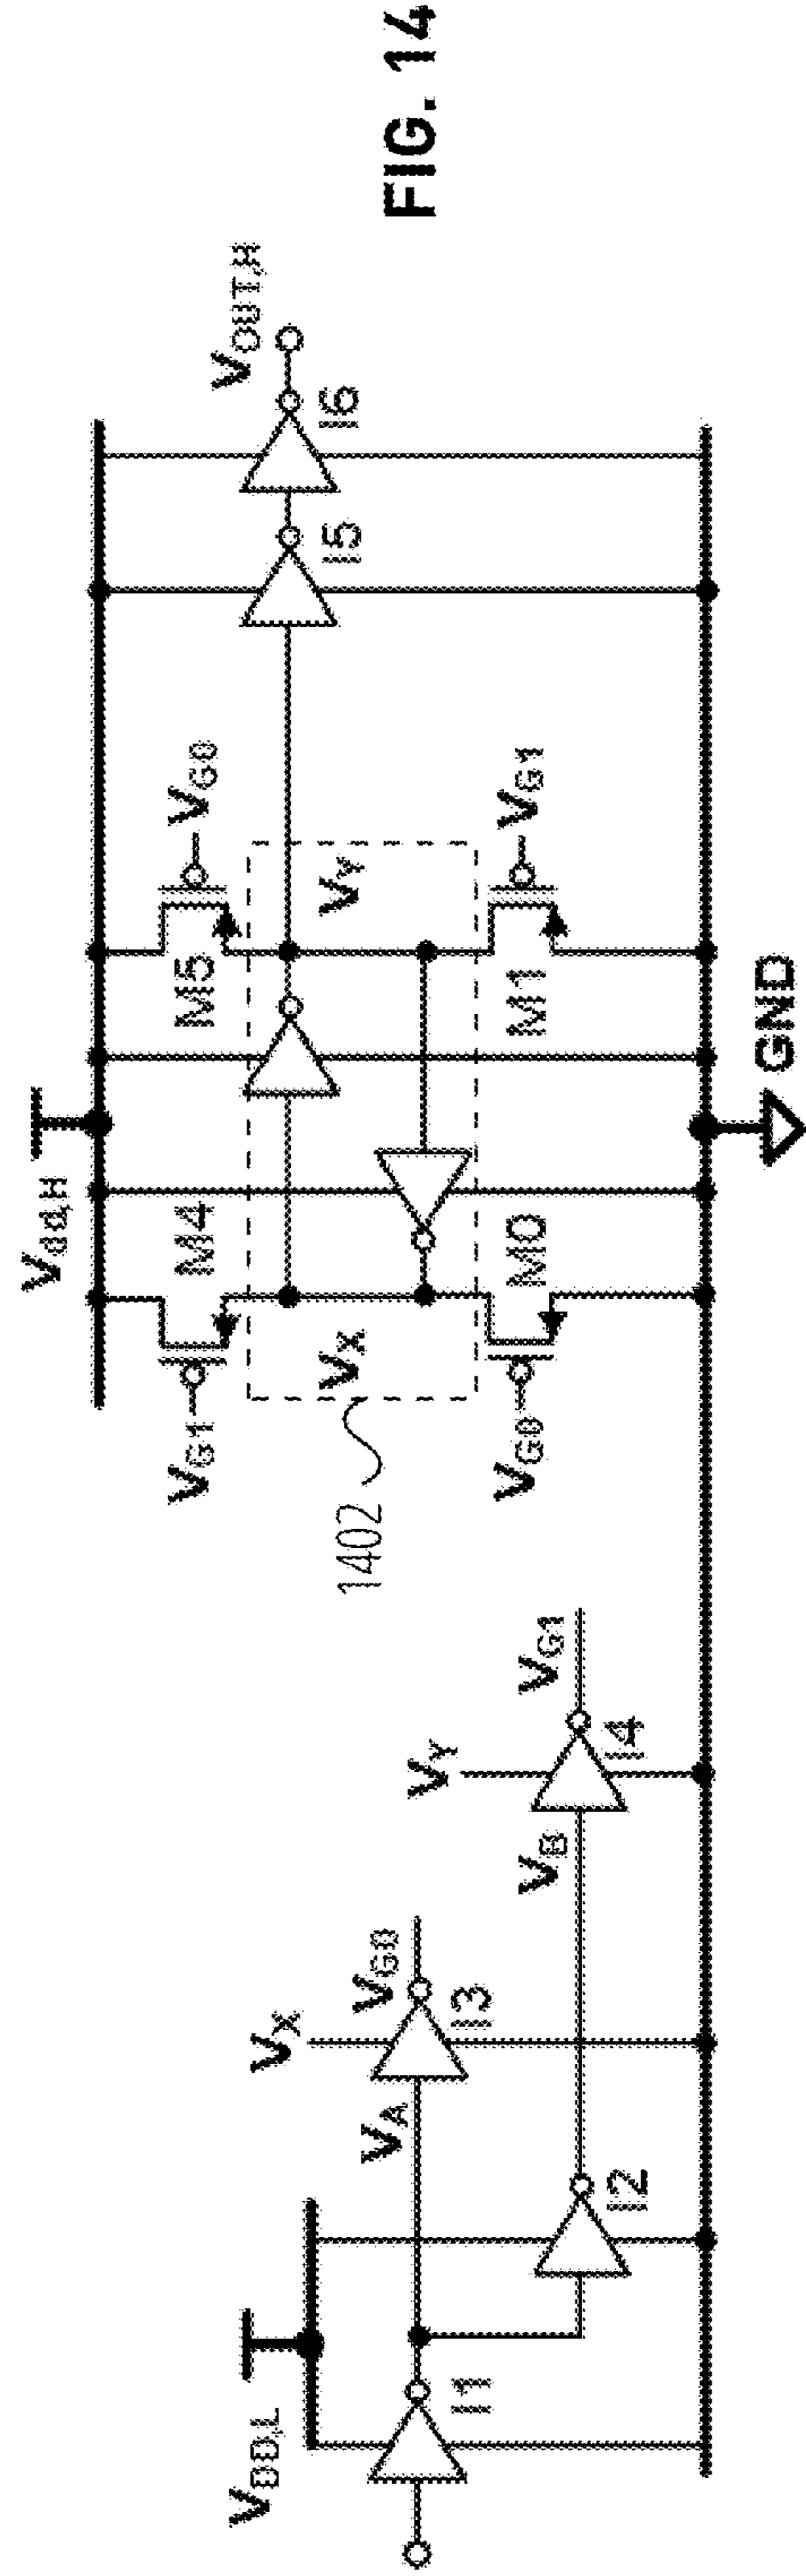 FIG. 14
Vdd,H
VOUT,H
VG1
M4
M5
VG0
I5
I6
1402
VX
VY
VG0
M0
M1
VG1
GND
VDD,L
I1
VA
VX
VG0
I3
I2
VB
VY
VG1
I4